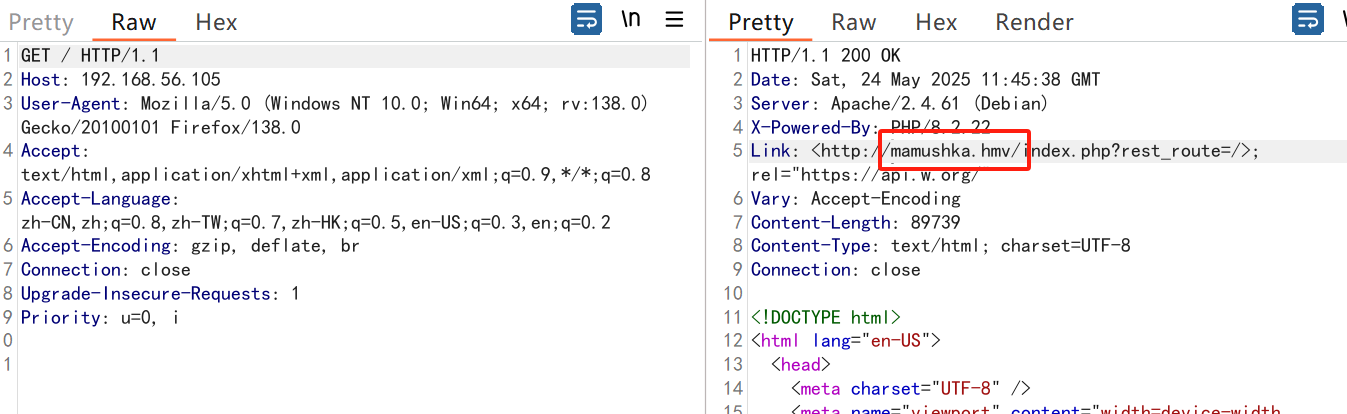 Pretty Raw Hex \n
1 GET / HTTP/1.1
2 Host: 192.168.56.105
3 User-Agent: Mozilla/5.0 (Windows NT 10.0; Win64; x64; rv:138.0)
Gecko/20100101 Firefox/138.0
4 Accept:
text/html,application/xhtml+xml,application/xml;q=0.9,*/*;q=0.8
5 Accept-Language:
zh-CN,zh;q=0.8,zh-TW;q=0.7,zh-HK;q=0.5,en-US;q=0.3,en;q=0.2
6 Accept-Encoding: gzip, deflate, br
7 Connection: close
8 Upgrade-Insecure-Requests: 1
9 Priority: u=0, i
0
1
Pretty Raw Hex Render
1 HTTP/1.1 200 OK
2 Date: Sat, 24 May 2025 11:45:38 GMT
3 Server: Apache/2.4.61 (Debian)
4 X-Powered-By: PHP/8.2.22
5 Link: <http://mamushka.hmv/index.php?rest_route=/>;
rel="https://api.w.org/"
6 Vary: Accept-Encoding
7 Content-Length: 89739
8 Content-Type: text/html; charset=UTF-8
9 Connection: close
10
11 <!DOCTYPE html>
12 <html lang="en-US">
13 <head>
14 <meta charset="UTF-8" />
15 <meta name="viewport" content="width=device-width,